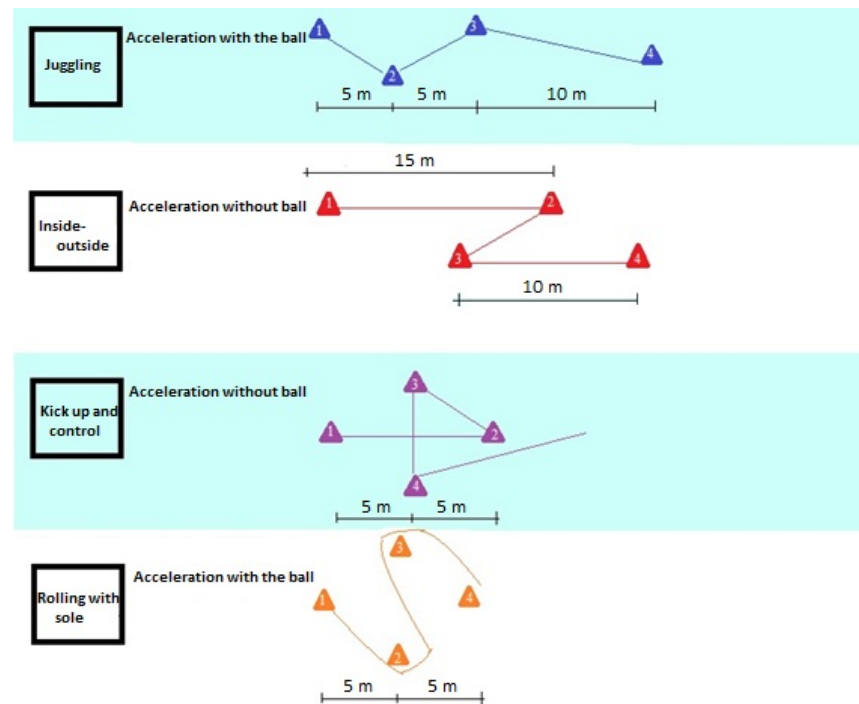 Acceleration with the ball
1
3
4
2
Juggling
5 m
5 m
10 m
15 m
Acceleration without ball
1
2
Inside-
outside
3
4
10 m
Acceleration without ball
3
Kick up and
control
1
2
4
5 m
5 m
3
Acceleration with the ball
Rolling with
sole
1
4
2
5 m
5 m